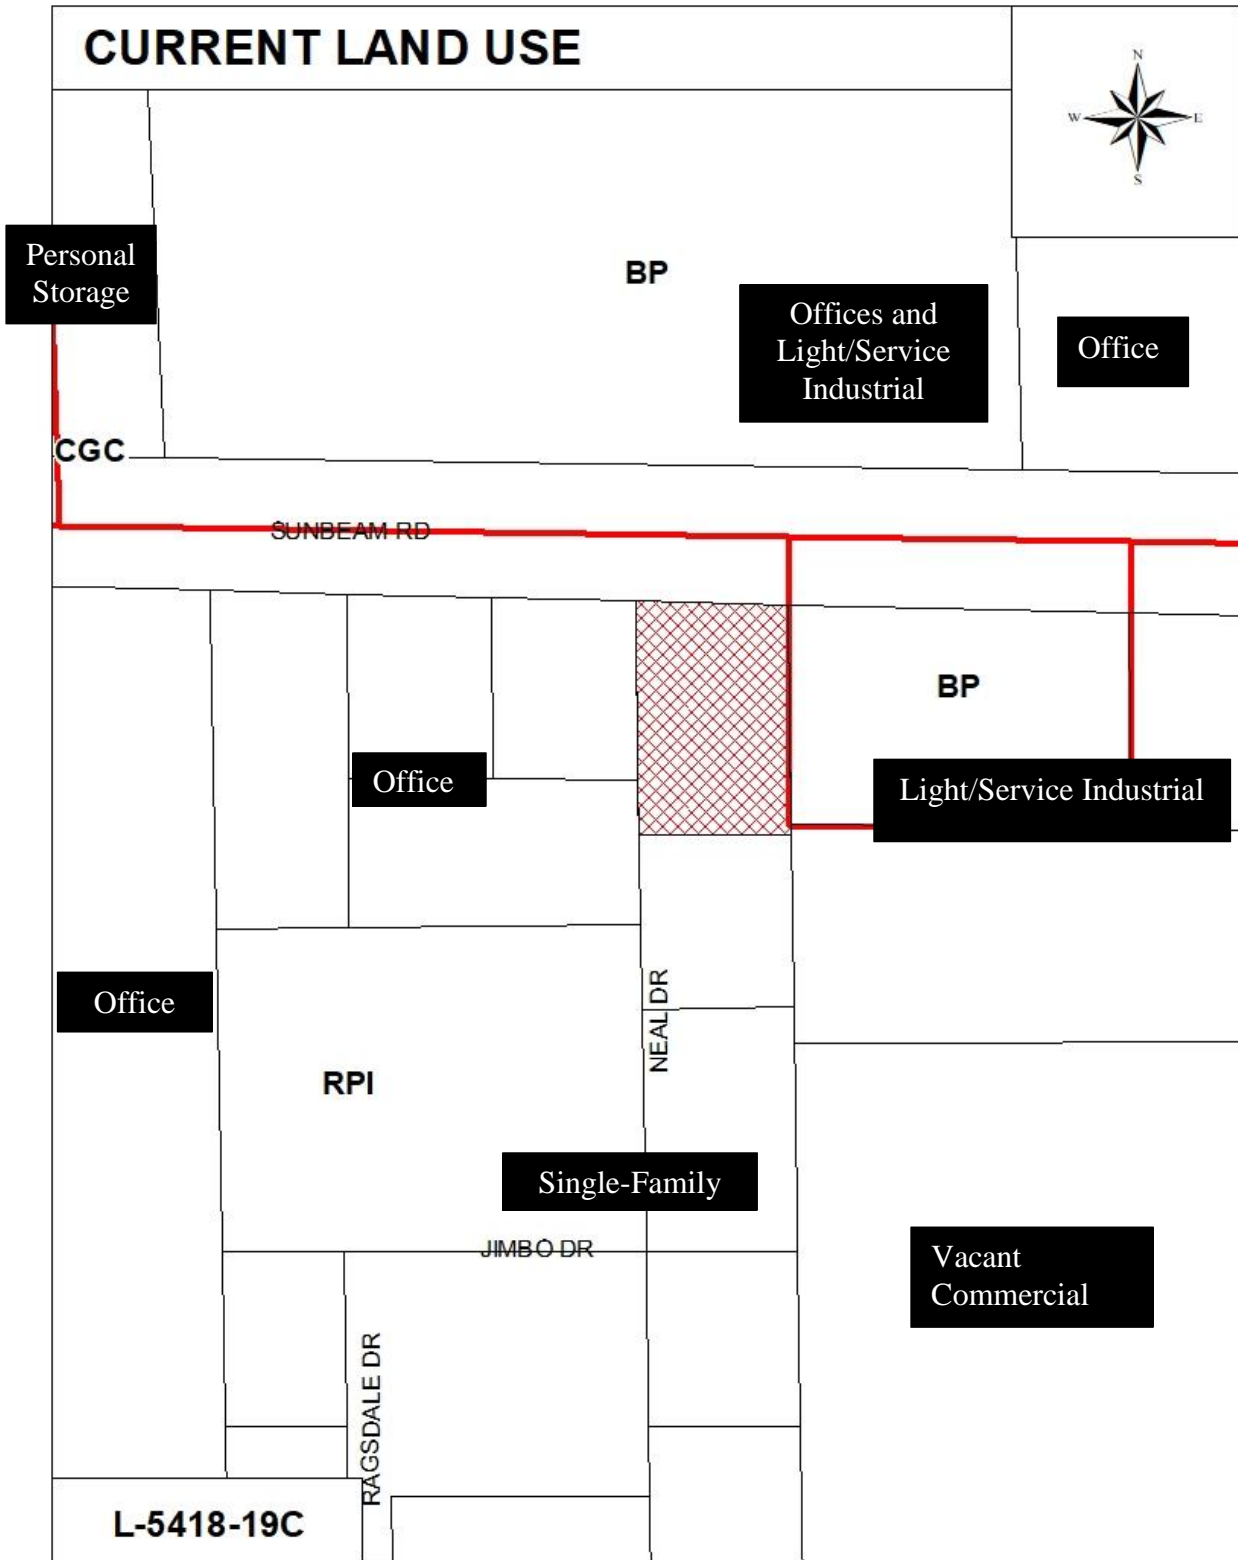 CURRENT LAND USE
N
W
E
S
Personal
Storage
BP
Offices and
Light/Service
Industrial
Office
CGC
SUNBEAM RD
BP
Office
Light/Service Industrial
Office
NEAL DR
RPI
Single-Family
JIMBO DR
Vacant
Commercial
RAGSDALE DR
L-5418-19C